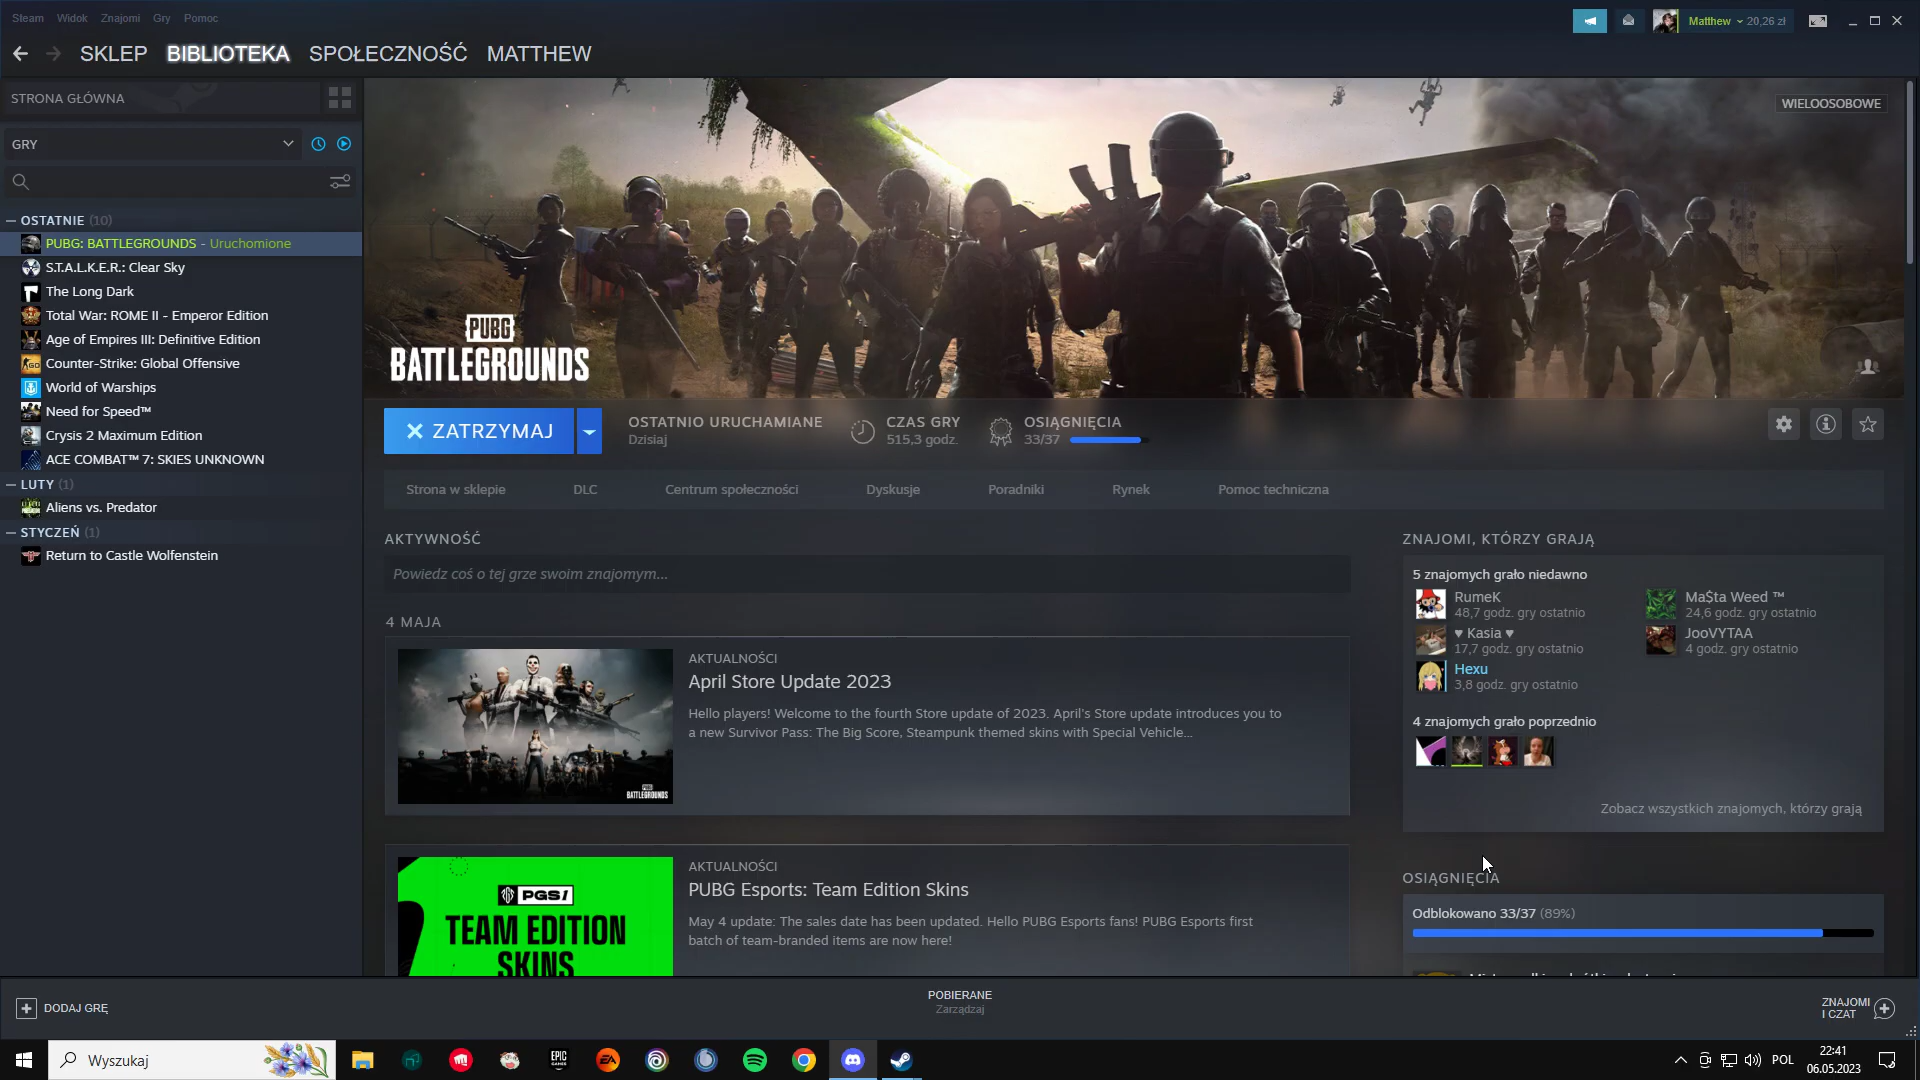 Steam Widok Znajomi Gry Pomoc
Matthew 20,26 zł
SKLEP BIBLIOTEKA SPOŁECZNOŚĆ MATTHEW
STRONA GŁÓWNA
GRY
OSTATNIE (10)
PUBG: BATTLEGROUNDS - Uruchomione
S.T.A.L.K.E.R.: Clear Sky
The Long Dark
Total War: ROME II - Emperor Edition
Age of Empires III: Definitive Edition
Counter-Strike: Global Offensive
World of Warships
Need for Speed™
Crysis 2 Maximum Edition
ACE COMBAT™ 7: SKIES UNKNOWN
LUTY (1)
Aliens vs. Predator
STYCZEŃ (1)
Return to Castle Wolfenstein
WIELOOSOBOWE
PUBG
BATTLEGROUNDS
ZATRZYMAJ
OSTATNIO URUCHAMIANE
Dzisiaj
CZAS GRY
515,3 godz.
OSIĄGNIĘCIA
33/37
Strona w sklepie DLC Centrum społeczności Dyskusje Poradniki Rynek Pomoc techniczna
AKTYWNOŚĆ
Powiedz coś o tej grze swoim znajomym...
4 MAJA
PUBG
BATTLEGROUNDS
AKTUALNOŚCI
April Store Update 2023
Hello players! Welcome to the fourth Store update of 2023. April's Store update introduces you to
a new Survivor Pass: The Big Score, Steampunk themed skins with Special Vehicle...
PGS/
TEAM EDITION
SKINS
AKTUALNOŚCI
PUBG Esports: Team Edition Skins
May 4 update: The sales date has been updated. Hello PUBG Esports fans! PUBG Esports first
batch of team-branded items are now here!
ZNAJOMI, KTÓRZY GRAJĄ
5 znajomych grało niedawno
RumeK
48,7 godz. gry ostatnio
Ma$ta Weed ™
24,6 godz. gry ostatnio
♥ Kasia ♥
17,7 godz. gry ostatnio
JooVYTAA
4 godz. gry ostatnio
Hexu
3,8 godz. gry ostatnio
4 znajomych grało poprzednio
Zobacz wszystkich znajomych, którzy grają
OSIĄGNIĘCIA
Odblokowano 33/37 (89%)
DODAJ GRĘ
POBIERANE
Zarządzaj
ZNAJOMI
I CZAT
Wyszukaj
EPIC
GAMES
EA
POL
22:41
06.05.2023